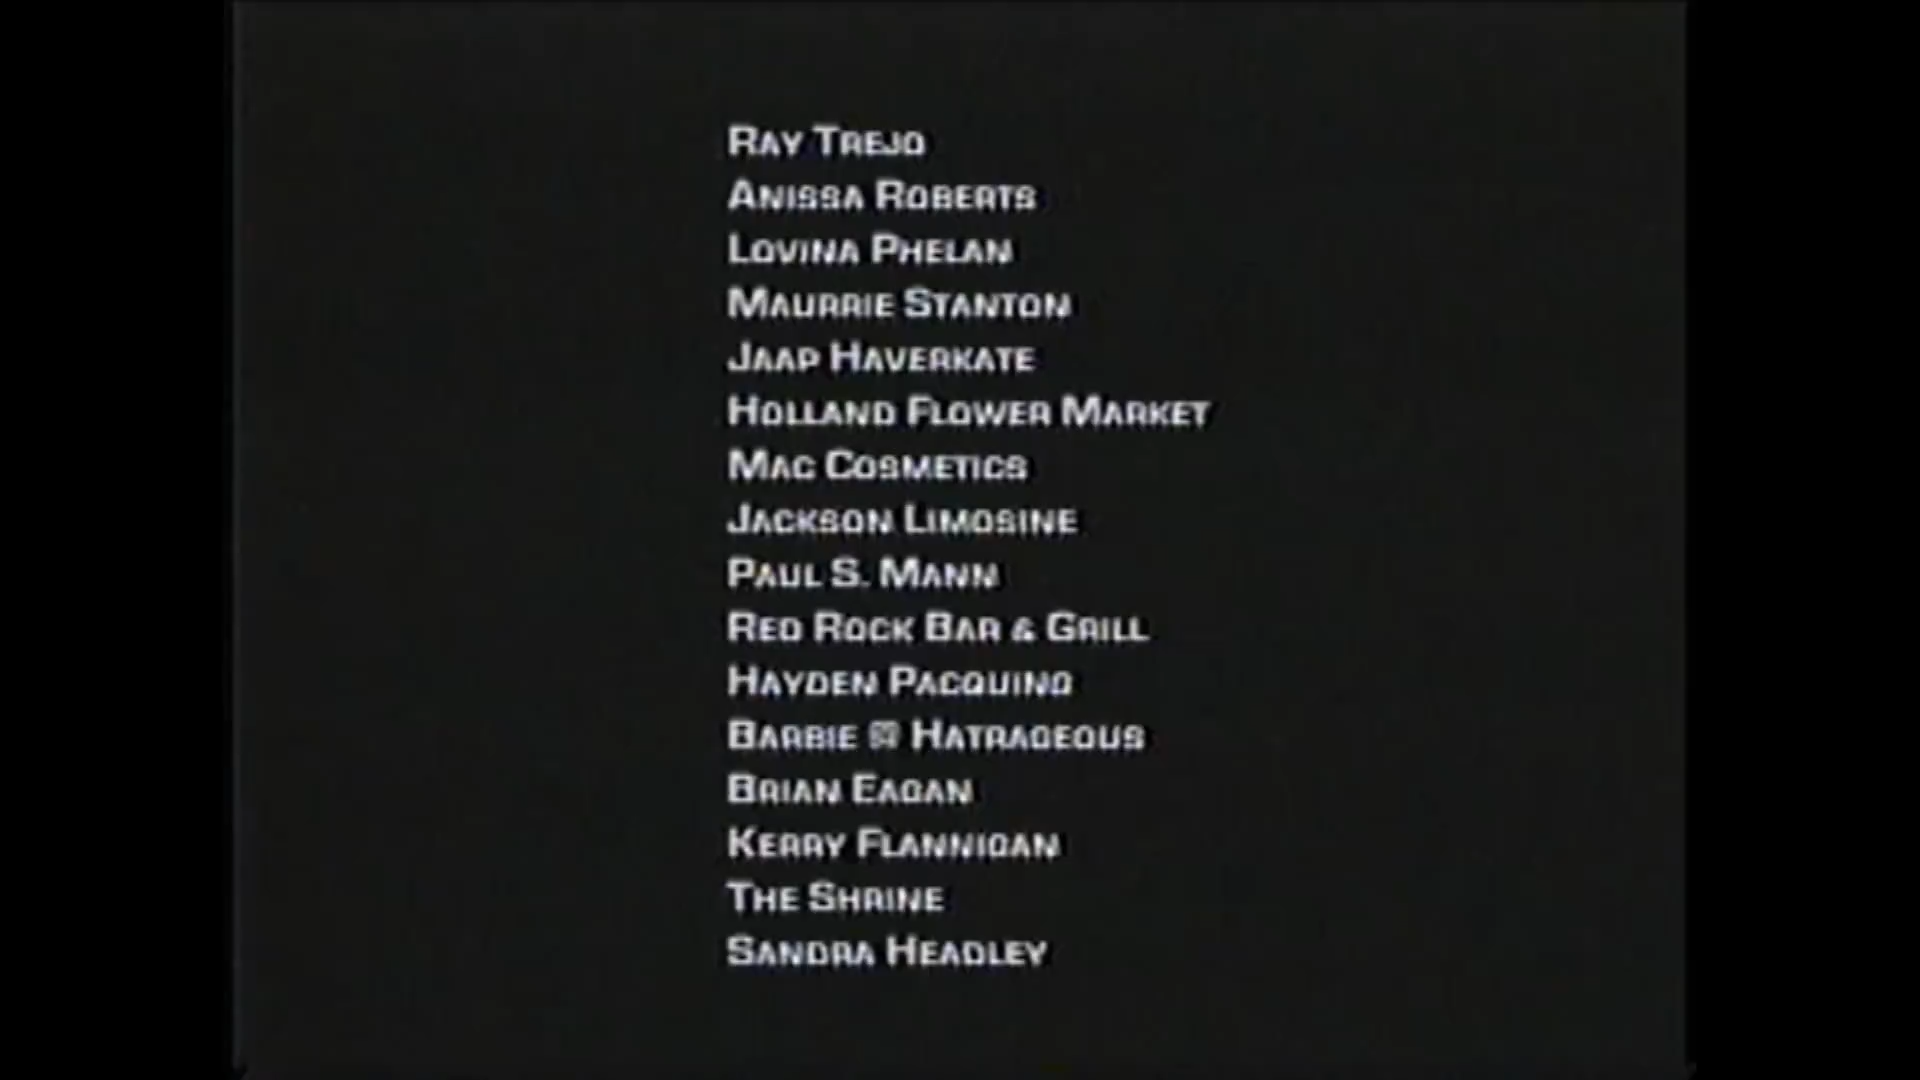 Ray Trejo
Anissa Roberts
Lovina Phelan
Maurrie Stanton
Jaap Haverkate
Holland Flower Market
Mac Cosmetics
Jackson Limosine
Paul S. Mann
Red Rock Bar & Grill
Hayden Pacquing
Barbie @ Hatrageous
Brian Eagan
Kerry Flannigan
The Shrine
Sandra Headley